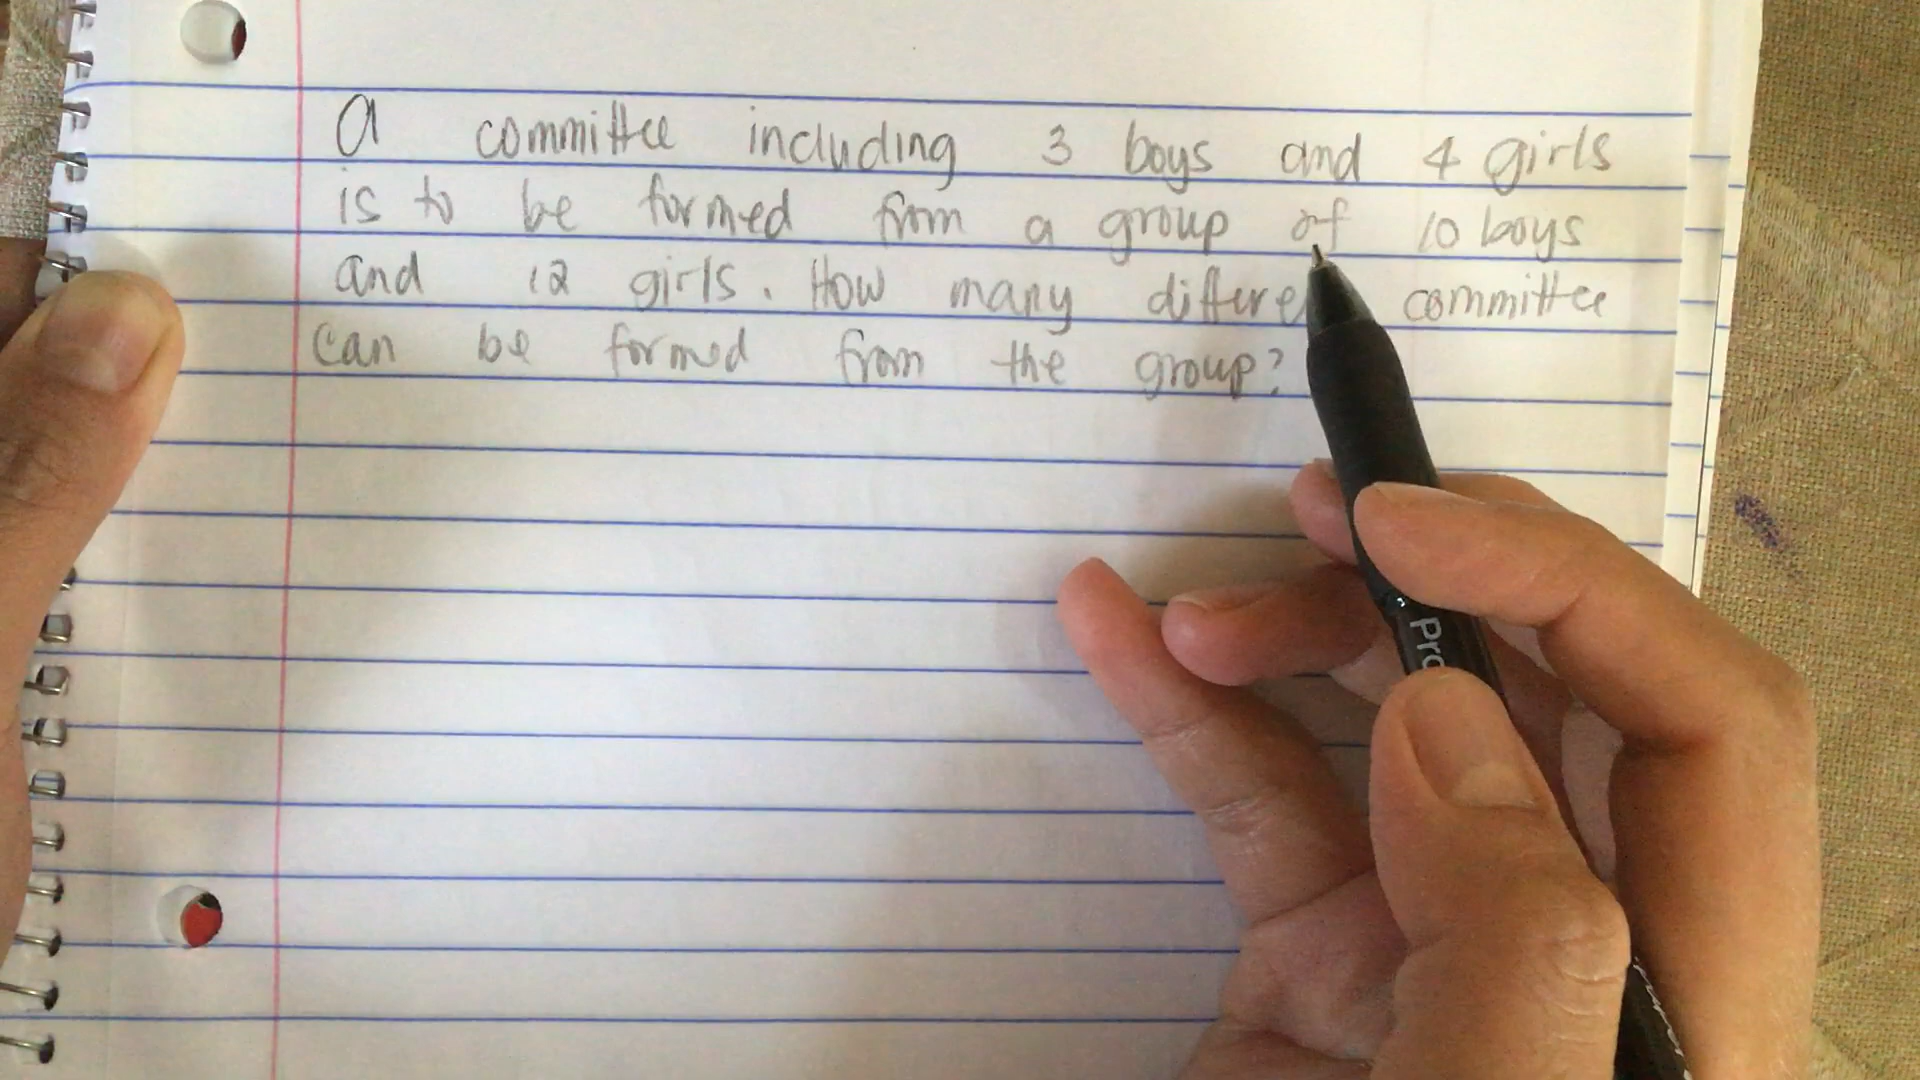 A committee including 3 boys and 4 girls
is to be formed from a group of 10 boys
and 12 girls. How many committee
can be formed from the group?